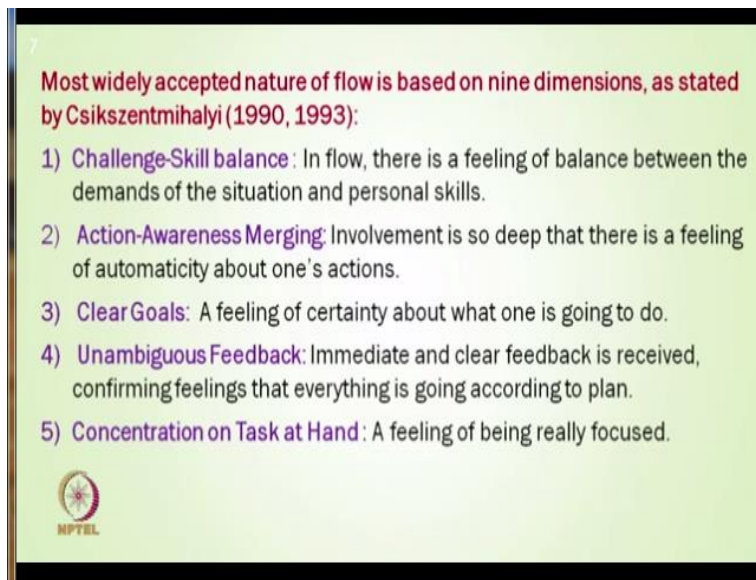 7
Most widely accepted nature of flow is based on nine dimensions, as stated
by Csikszentmihalyi (1990, 1993):
1) Challenge-Skill balance : In flow, there is a feeling of balance between the
demands of the situation and personal skills.
2) Action-Awareness Merging: Involvement is so deep that there is a feeling
of automaticity about one's actions.
3) Clear Goals: A feeling of certainty about what one is going to do.
4) Unambiguous Feedback: Immediate and clear feedback is received,
confirming feelings that everything is going according to plan.
5) Concentration on Task at Hand : A feeling of being really focused.
NPTEL